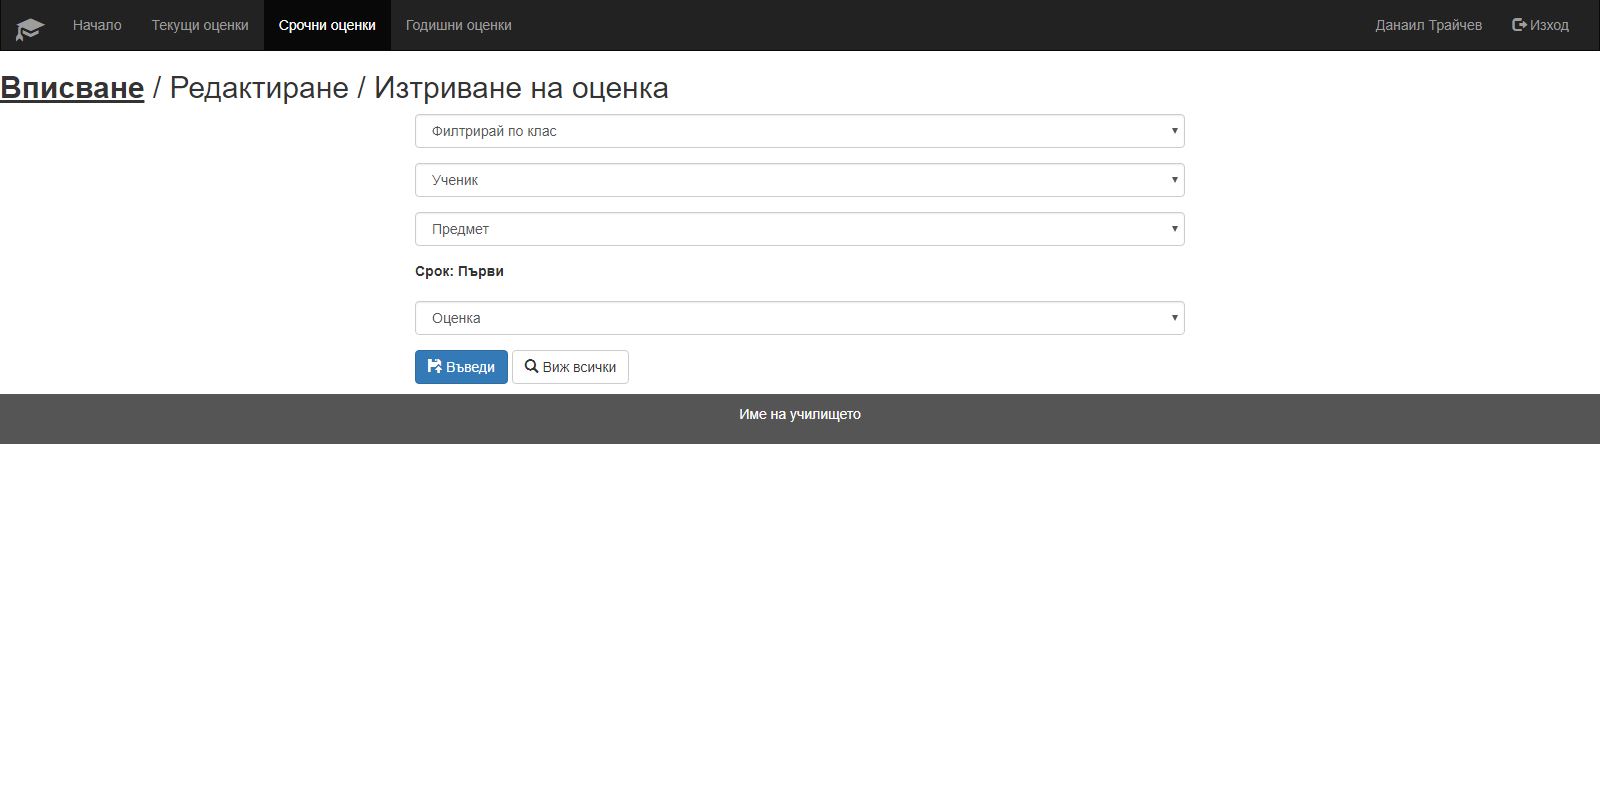 Начало Текущи оценки Срочни оценки Годишни оценки Данаил Трайчев Изход
Вписване / Редактиране / Изтриване на оценка
Филтрирай по клас
Ученик
Предмет
Срок: Първи
Оценка
Въведи Виж всички
Име на училището